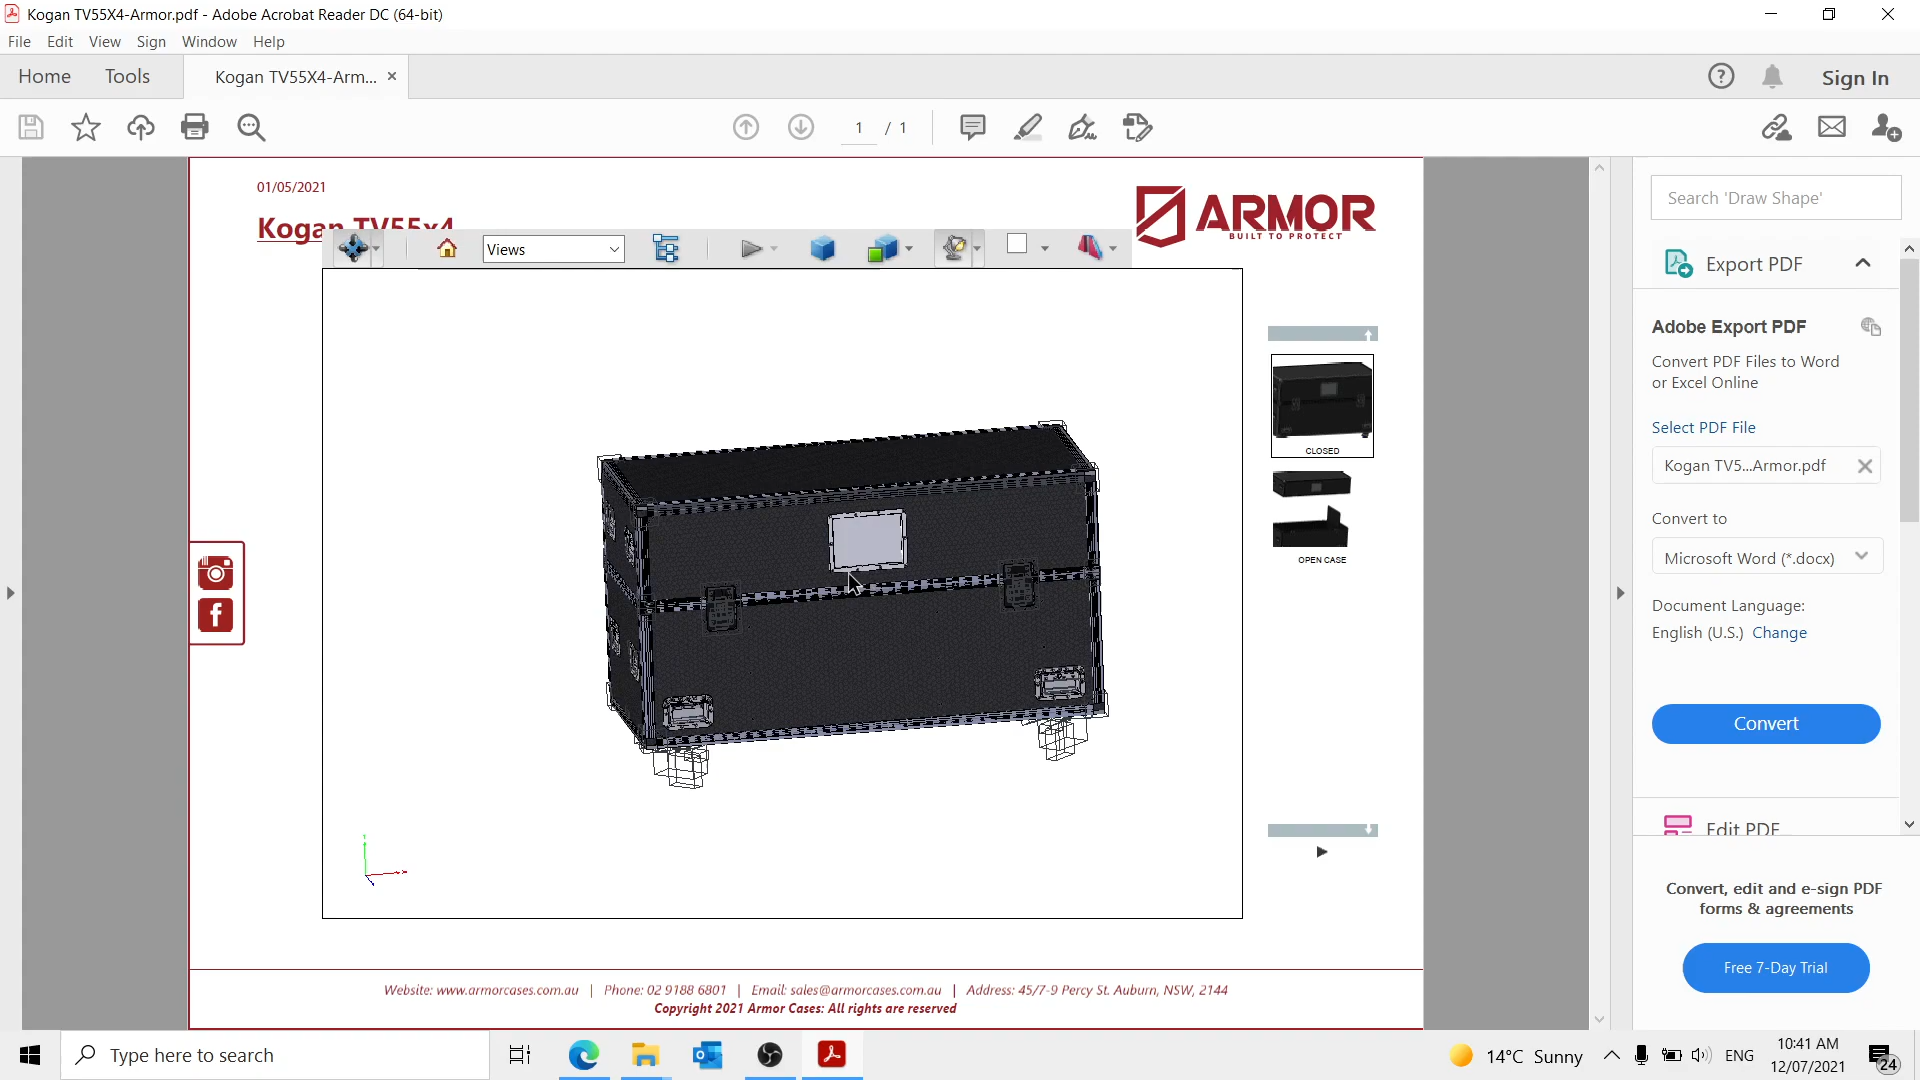 Kogan TV55X4-Armor.pdf - Adobe Acrobat Reader DC (64-bit)
File Edit View Sign Window Help
Home Tools Kogan TV55X4-Arm... × Sign In
1 / 1
01/05/2021
Kogan TV55x4
ARMOR
BUILT TO PROTECT
Views
CLOSED
OPEN CASE
Website: www.armorcases.com.au | Phone: 02 9188 6801 | Email: sales@armorcases.com.au | Address: 45/7-9 Percy St. Auburn, NSW, 2144
Copyright 2021 Armor Cases: All rights are reserved
Search 'Draw Shape'
Export PDF
Adobe Export PDF
Convert PDF Files to Word
or Excel Online
Select PDF File
Kogan TV5...Armor.pdf
Convert to
Microsoft Word (*.docx)
Document Language:
English (U.S.) Change
Convert
Edit PDF
Convert, edit and e-sign PDF
forms & agreements
Free 7-Day Trial
Type here to search
14°C Sunny
ENG
10:41 AM
12/07/2021
24